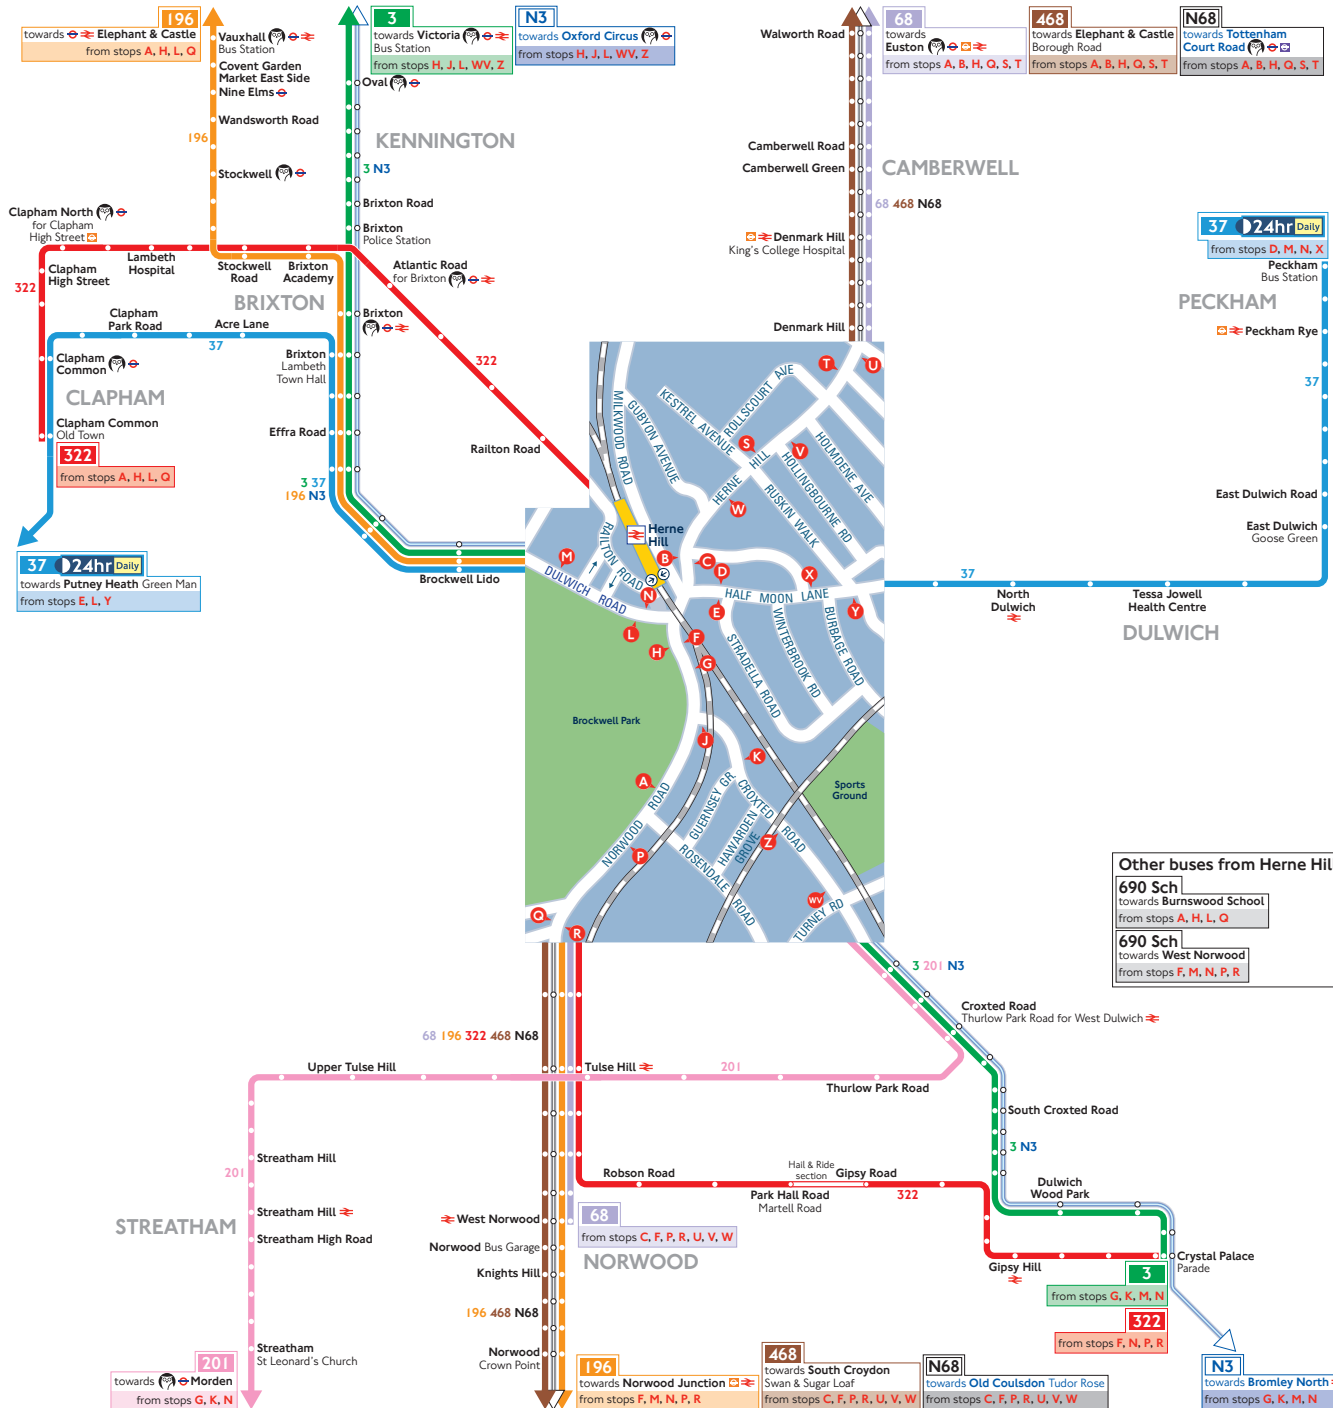 196
towards Elephant & Castle
from stops A, H, L, Q
Vauxhall
Bus Station
Covent Garden
Market East Side
Nine Elms
Wandsworth Road
196
Stockwell
3
towards Victoria
Bus Station
from stops H, J, L, WV, Z
N3
towards Oxford Circus
from stops H, J, L, WV, Z
Oval
KENNINGTON
3 N3
Brixton Road
Brixton
Police Station
Walworth Road
68
towards
Euston
from stops A, B, H, Q, S, T
468
towards Elephant & Castle
Borough Road
from stops A, B, H, Q, S, T
N68
towards Tottenham
Court Road
from stops A, B, H, Q, S, T
Camberwell Road
Camberwell Green
CAMBERWELL
68 468 N68
Denmark Hill
King's College Hospital
Denmark Hill
37 24hr Daily
from stops D, M, N, X
Peckham
Bus Station
PECKHAM
Peckham Rye
37
East Dulwich Road
East Dulwich
Goose Green
37
North
Dulwich
Tessa Jowell
Health Centre
DULWICH
Clapham North
for Clapham
High Street
Lambeth
Hospital
Stockwell
Road
Brixton
Academy
Clapham
High Street
322
BRIXTON
Atlantic Road
for Brixton
Brixton
Clapham
Park Road
Acre Lane
37
Clapham
Common
CLAPHAM
Brixton
Lambeth
Town Hall
322
Clapham Common
Old Town
322
from stops A, H, L, Q
Effra Road
Railton Road
3 37
196 N3
37 24hr Daily
towards Putney Heath Green Man
from stops E, L, Y
Brockwell Lido
T
U
MILKWOOD ROAD
GUBYON AVENUE
KESTREL AVENUE
ROLLSCOURT AVE
S
V
HERNE HILL
HOLLINGBOURNE RD
HOLMDENE AVE
RUSKIN WALK
W
Herne
Hill
RAILTON ROAD
M
DULWICH ROAD
B
C
D
X
N
HALF MOON LANE
E
Y
L
H
F
G
STRADELLA ROAD
WINTERBROOK RD
BURBAGE ROAD
Brockwell Park
J
K
A
Sports
Ground
NORWOOD ROAD
GUERNSEY GR
CROXTED ROAD
HAWARDEN GROVE
Z
P
ROSENDALE ROAD
WV
TURNEY RD
Q
R
Other buses from Herne Hil
690 Sch
towards Burnswood School
from stops A, H, L, Q
690 Sch
towards West Norwood
from stops F, M, N, P, R
3 201 N3
Croxted Road
Thurlow Park Road for West Dulwich
68 196 322 468 N68
Upper Tulse Hill
Tulse Hill
201
Thurlow Park Road
South Croxted Road
3 N3
201
Streatham Hill
Streatham Hill
STREATHAM
Streatham High Road
Robson Road
Hail & Ride
section
Gipsy Road
Park Hall Road
Martell Road
322
Dulwich
Wood Park
West Norwood
68
from stops C, F, P, R, U, V, W
Norwood Bus Garage
NORWOOD
Knights Hill
Gipsy Hill
Crystal Palace
Parade
3
from stops G, K, M, N
322
from stops F, N, P, R
196 468 N68
Streatham
St Leonard's Church
201
towards Morden
from stops G, K, N
Norwood
Crown Point
196
towards Norwood Junction
from stops F, M, N, P, R
468
towards South Croydon
Swan & Sugar Loaf
from stops C, F, P, R, U, V, W
N68
towards Old Coulsdon Tudor Rose
from stops C, F, P, R, U, V, W
N3
towards Bromley North
from stops G, K, M, N